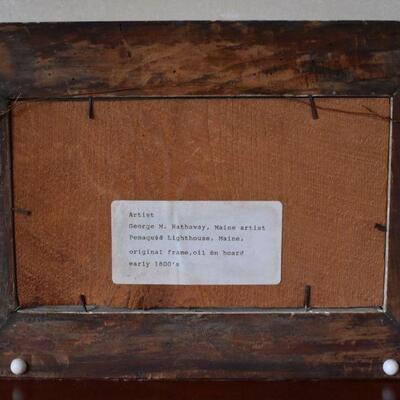 Artist
George M. Hathaway, Maine artist
Pemaquid Lighthouse, Maine,
original frame,oil on board
early 1800's